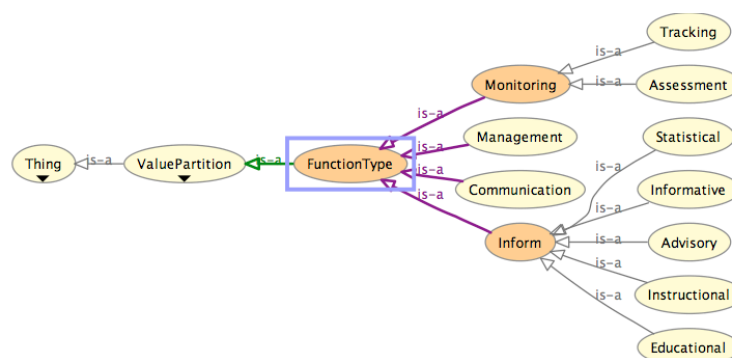 Tracking
is-a
Monitoring
is-a
Assessment
is-a
Management
is-a
Statistical
is-a
Thing
is-a
ValuePartition
is-a
FunctionType
is-a
Communication
is-a
Informative
is-a
Inform
is-a
Advisory
is-a
Instructional
is-a
Educational